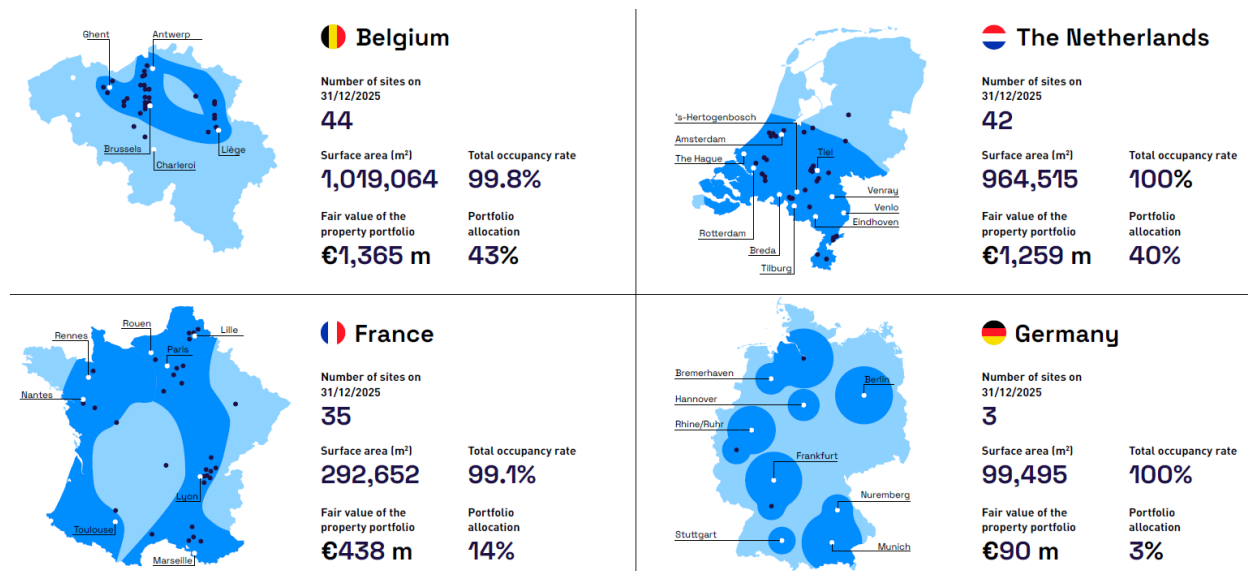 Belgium
Ghent
Antwerp
Brussels
Charleroi
Liège
Number of sites on
31/12/2025
44
Surface area (m²)
Total occupancy rate
1,019,064
99.8%
Fair value of the
property portfolio
Portfolio
allocation
€1,365 m
43%
The Netherlands
's-Hertogenbosch
Amsterdam
The Hague
Tiel
Venray
Venlo
Eindhoven
Rotterdam
Breda
Tilburg
Number of sites on
31/12/2025
42
Surface area (m²)
Total occupancy rate
964,515
100%
Fair value of the
property portfolio
Portfolio
allocation
€1,259 m
40%
France
Rouen
Lille
Rennes
Paris
Nantes
Lyon
Toulouse
Marseille
Number of sites on
31/12/2025
35
Surface area (m²)
Total occupancy rate
292,652
99.1%
Fair value of the
property portfolio
Portfolio
allocation
€438 m
14%
Germany
Bremerhaven
Berlin
Hannover
Rhine/Ruhr
Frankfurt
Nuremberg
Stuttgart
Munich
Number of sites on
31/12/2025
3
Surface area (m²)
Total occupancy rate
99,495
100%
Fair value of the
property portfolio
Portfolio
allocation
€90 m
3%